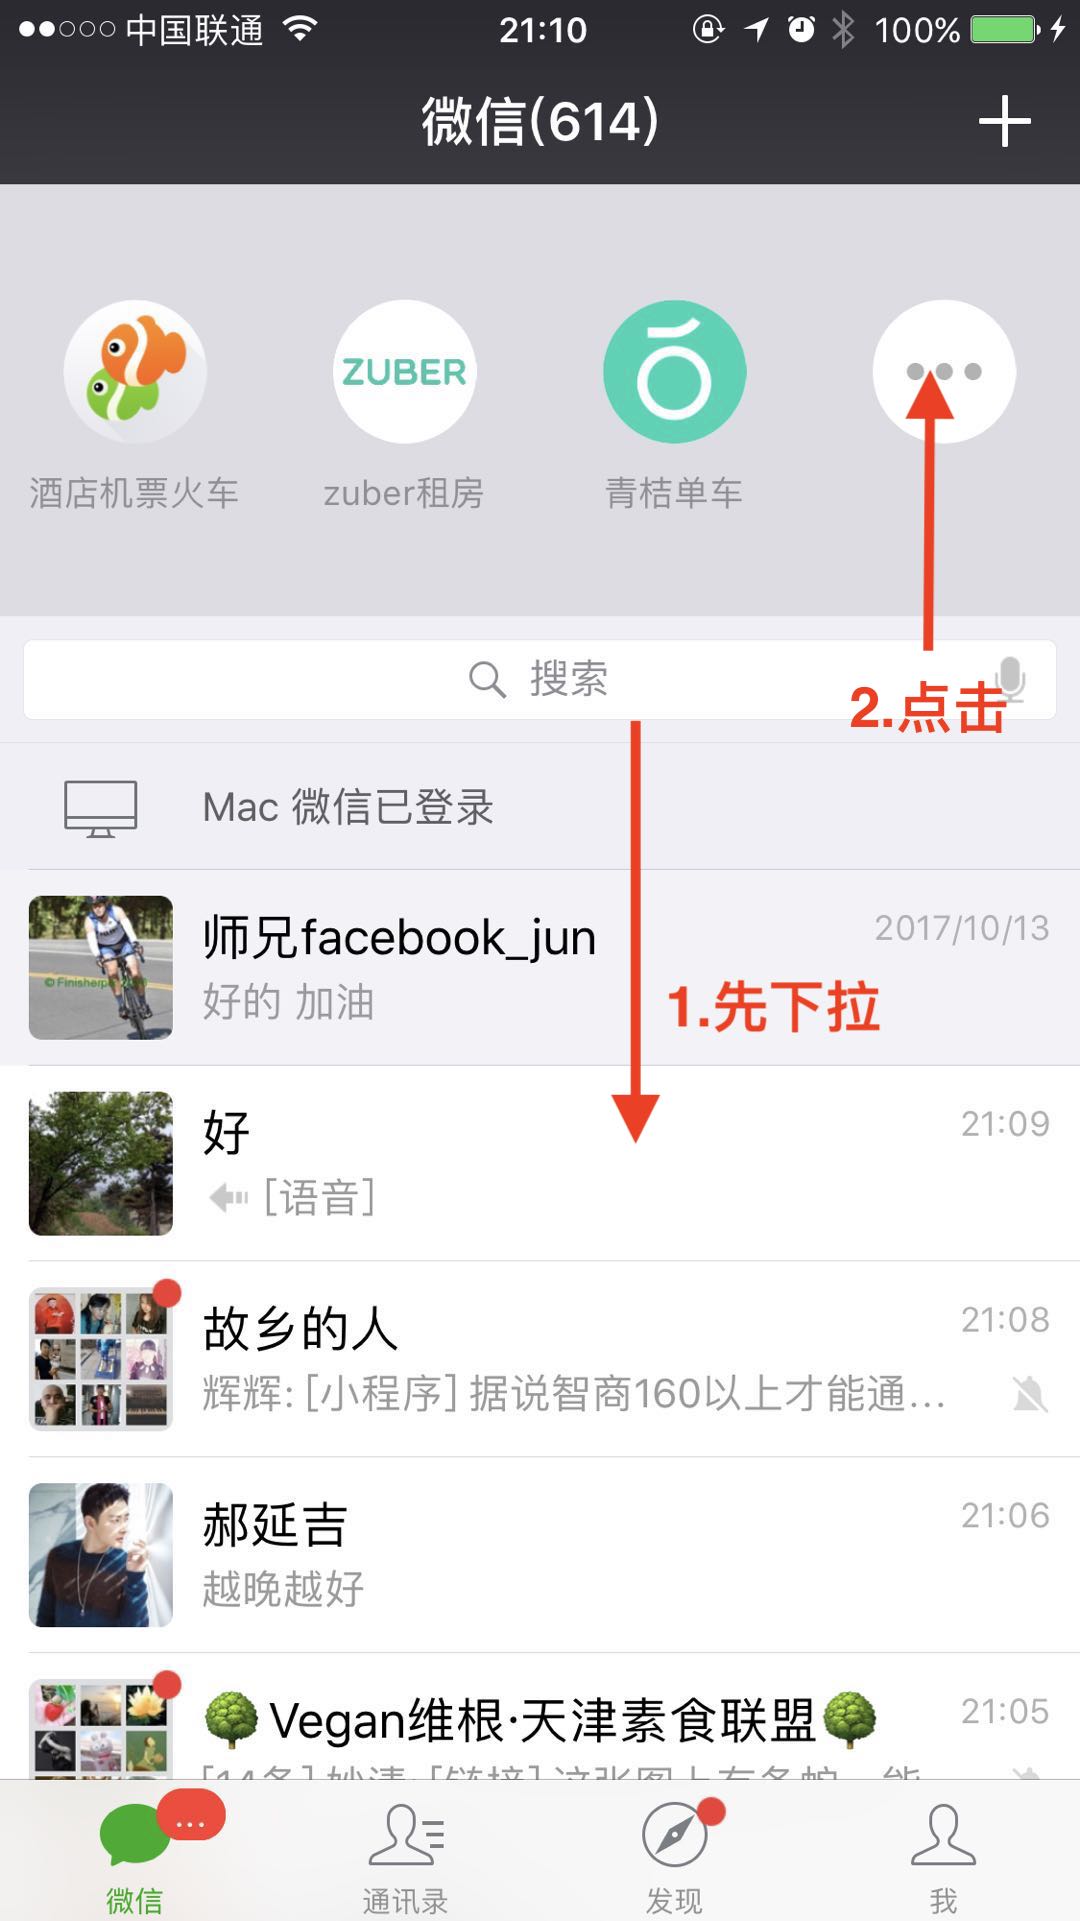 中国联通 21:10 100%
微信(614)
ZUBER
酒店机票火车 zuber租房 青桔单车
搜索
2.点击
Mac 微信已登录
师兄facebook_jun 2017/10/13
好的 加油
1.先下拉
好 21:09
[语音]
故乡的人 21:08
辉辉: [小程序] 据说智商160以上才能通...
郝延吉 21:06
越晚越好
Vegan维根·天津素食联盟 21:05
...
微信 通讯录 发现 我